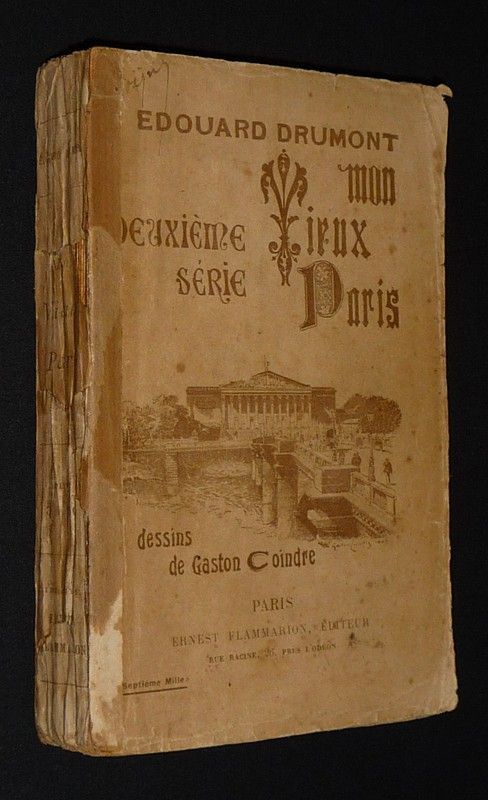 EDOUARD DRUMONT
mon
Vieux
Paris
DEUXIÈME
SÉRIE
dessins
de Gaston Coindre
PARIS
ERNEST FLAMMARION, ÉDITEUR
RUE RACINE, 26, PRÈS L'ODÉON
Septième Mille